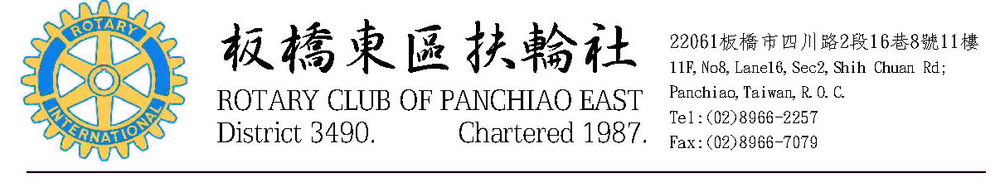 ROTARY
INTERNATIONAL
板橋東區扶輪社
ROTARY CLUB OF PANCHIAO EAST
District 3490. Chartered 1987.
22061板橋市四川路2段16巷8號11樓
11F,No8,Lane16,Sec2,Shih Chuan Rd;
Panchiao,Taiwan,R.O.C.
Tel:(02)8966-2257
Fax:(02)8966-7079